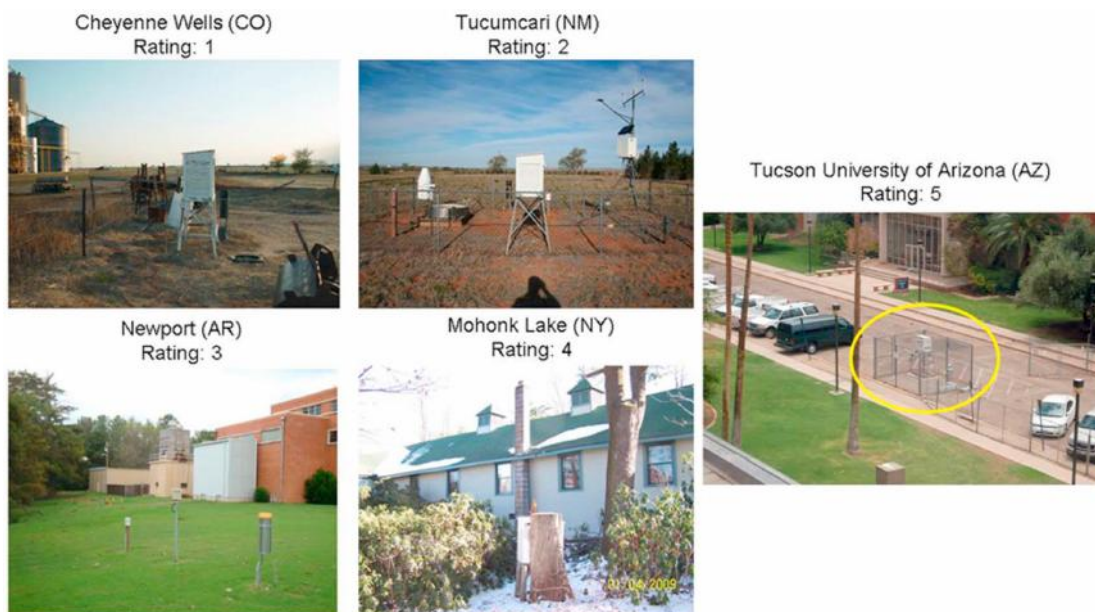 Cheyenne Wells (CO)
Rating: 1
Tucumcari (NM)
Rating: 2
Tucson University of Arizona (AZ)
Rating: 5
Newport (AR)
Rating: 3
Mohonk Lake (NY)
Rating: 4
01/04/2009